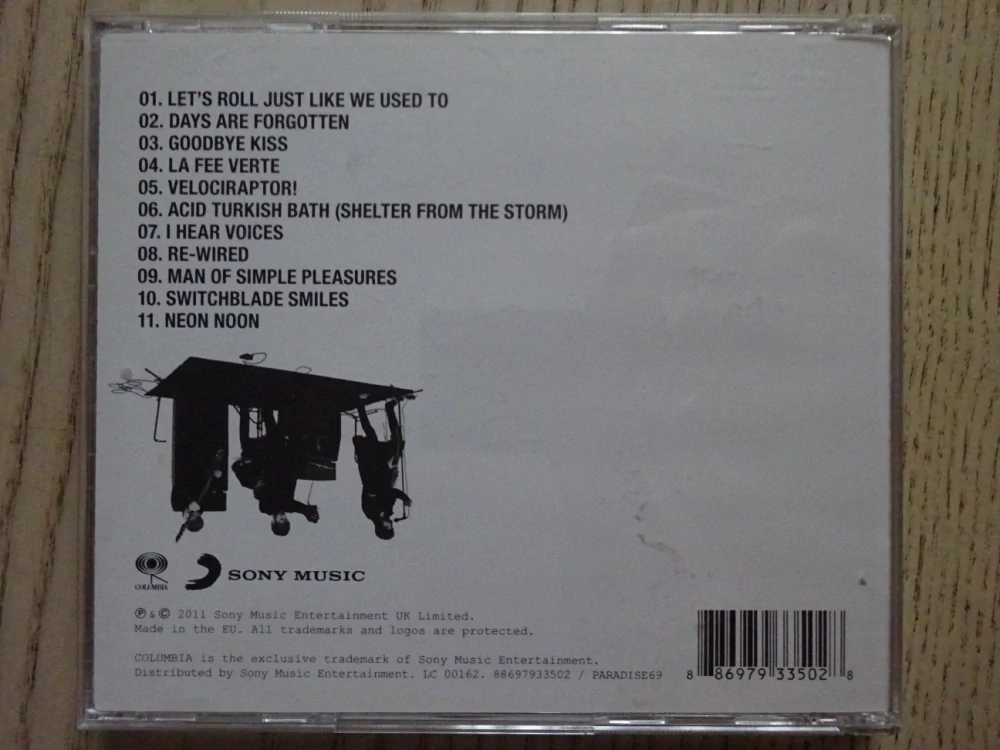 01. LET'S ROLL JUST LIKE WE USED TO
02. DAYS ARE FORGOTTEN
03. GOODBYE KISS
04. LA FEE VERTE
05. VELOCIRAPTOR!
06. ACID TURKISH BATH (SHELTER FROM THE STORM)
07. I HEAR VOICES
08. RE-WIRED
09. MAN OF SIMPLE PLEASURES
10. SWITCHBLADE SMILES
11. NEON NOON
COLUMBIA
SONY MUSIC
℗ & © 2011 Sony Music Entertainment UK Limited.
Made in the EU. All trademarks and logos are protected.
COLUMBIA is the exclusive trademark of Sony Music Entertainment.
Distributed by Sony Music Entertainment. LC 00162. 88697933502 / PARADISE69
8 86979 33502 8